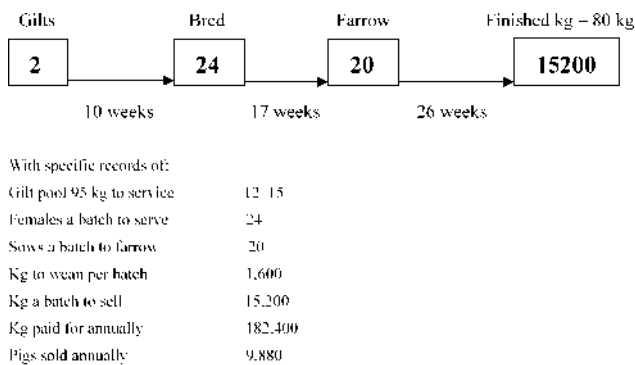 Gilts Bred Farrow Finished kg – 80 kg
2 24 20 15200
10 weeks 17 weeks 26 weeks
With specific records of:
Gilt pool 95 kg to service 12–15
Females a batch to serve 24
Sows a batch to farrow 20
Kg to wean per batch 1,600
Kg a batch to sell 15,200
Kg paid for annually 182,400
Pigs sold annually 9,880